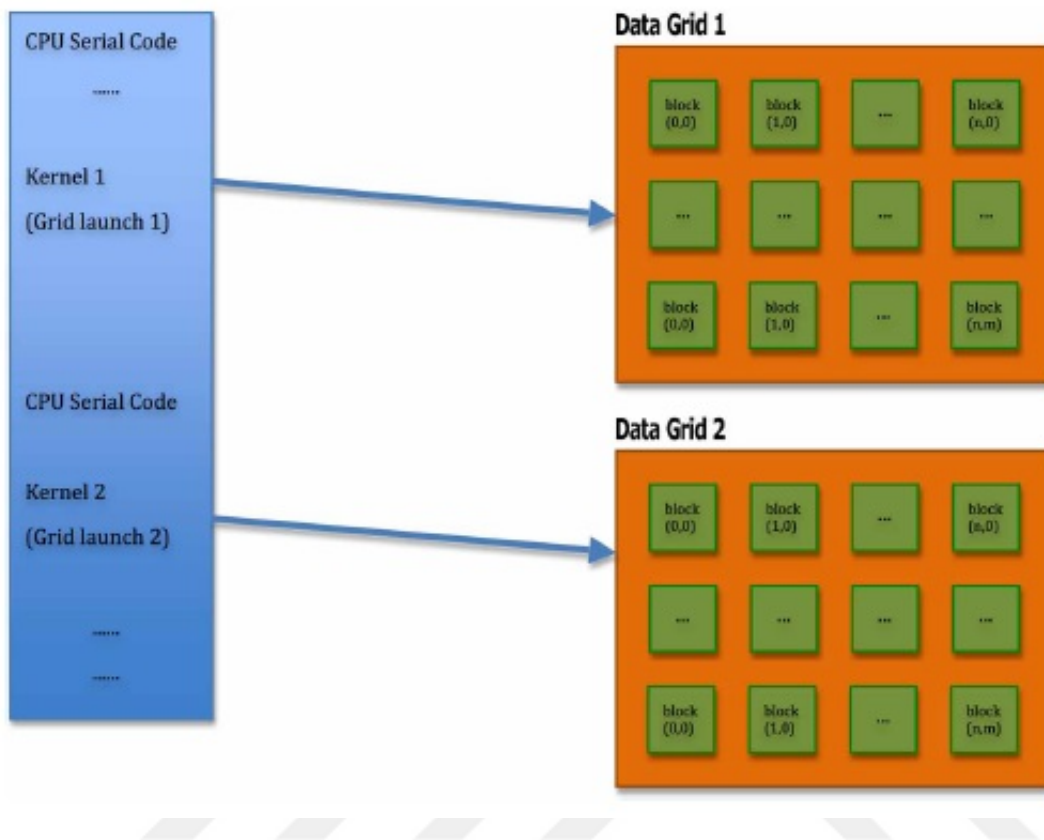 CPU Serial Code
......
Kernel 1
(Grid launch 1)
CPU Serial Code
Kernel 2
(Grid launch 2)
......
......
Data Grid 1
block
(0,0)
block
(1,0)
...
block
(n,0)
...
...
...
...
block
(0,0)
block
(1,0)
...
block
(n,m)
Data Grid 2
block
(0,0)
block
(1,0)
...
block
(n,0)
...
...
...
...
block
(0,0)
block
(1,0)
...
block
(n,m)